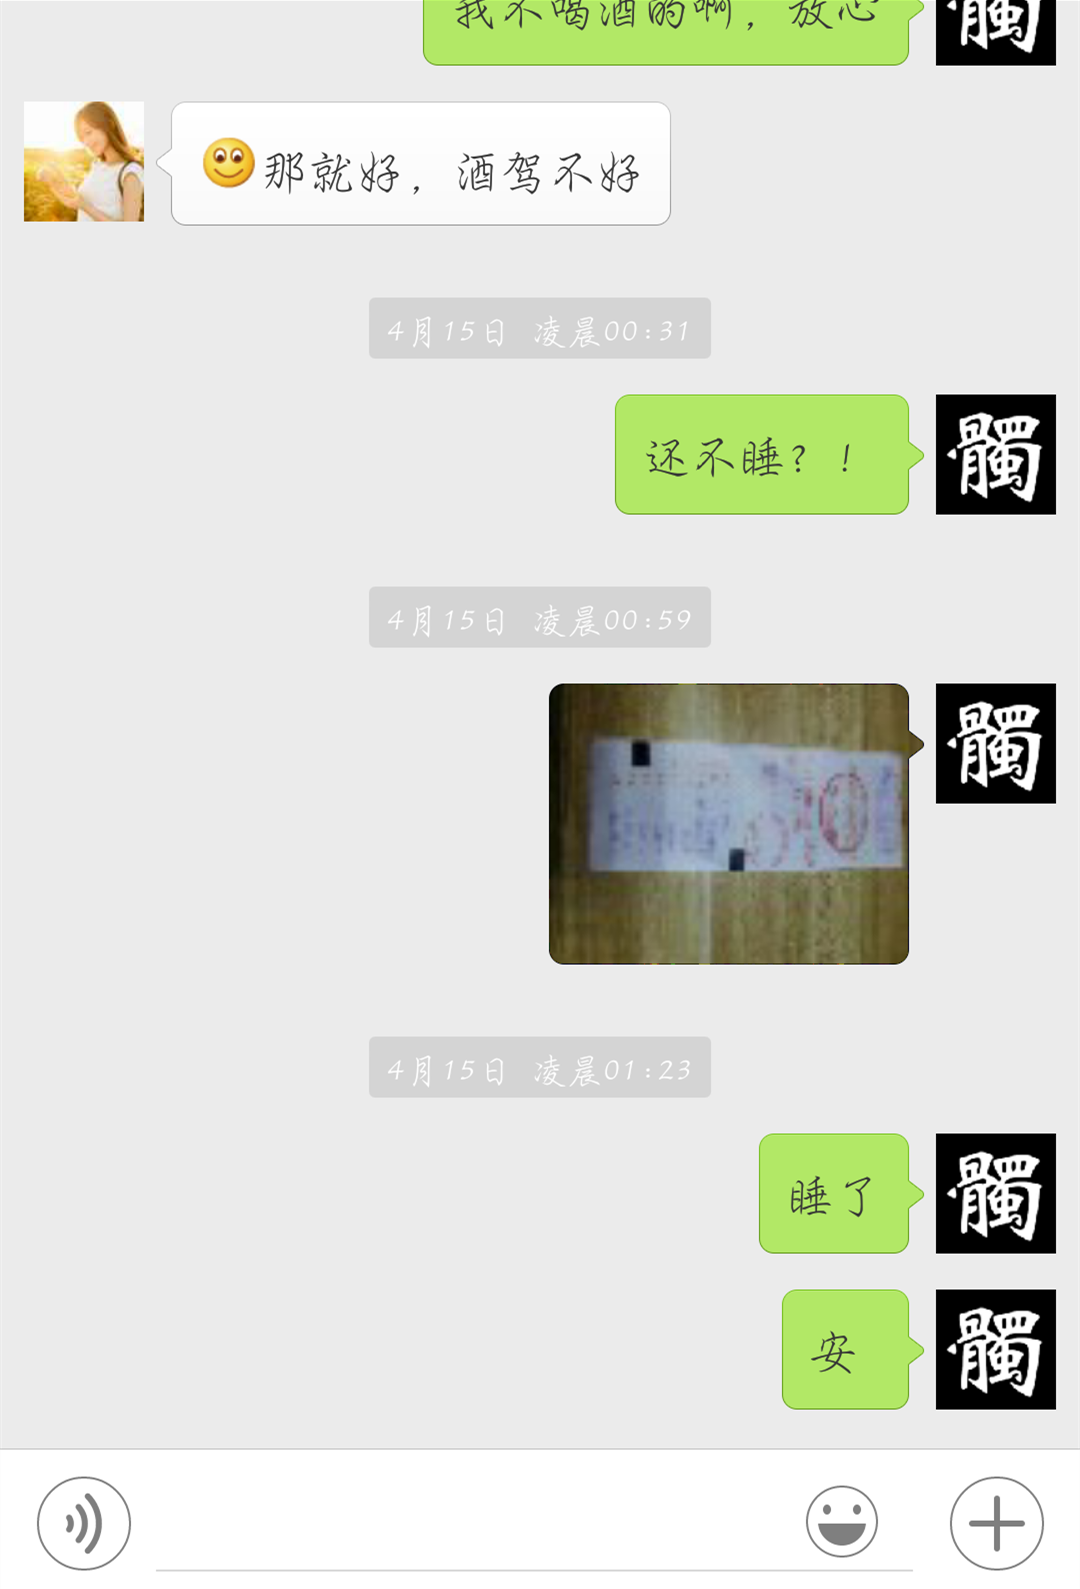 我不喝酒的啊，放心
髑
那就好，酒驾不好
4月15日 凌晨00:31
还不睡？！
髑
4月15日 凌晨00:59
髑
4月15日 凌晨01:23
睡了
髑
安
髑